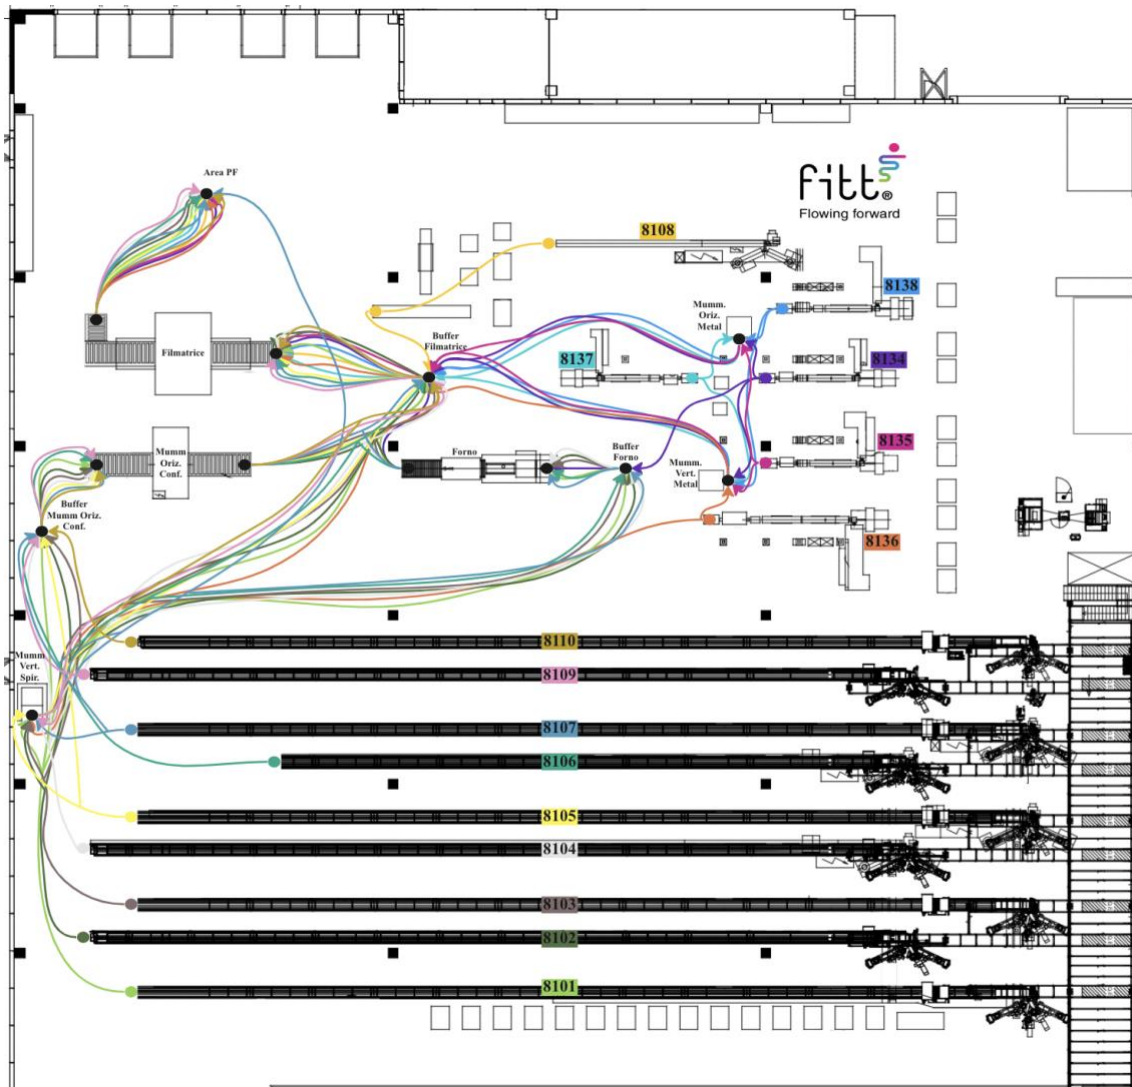 Area PF
fitt®
Flowing forward
8108
8138
Mumm.
Oriz.
Metal
Buffer
Filmatrice
Filmatrice
8137
8134
Mumm
Oriz.
Conf.
Forno
Buffer
Forno
8135
Mumm.
Vert.
Metal
Buffer
Mumm Oriz.
Conf.
8136
8110
Mumm
Vert.
Spir.
8109
8107
8106
8105
8104
8103
8102
8101